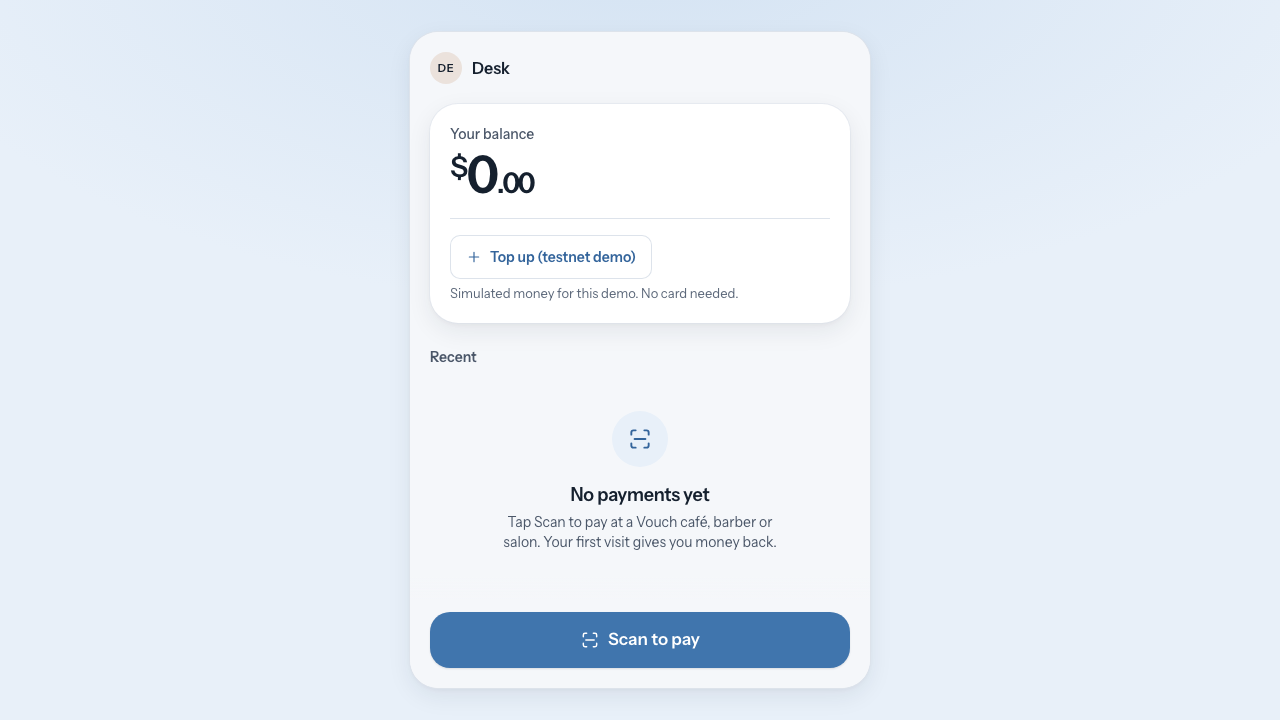 DE
Desk
Your balance
$0.00
Top up (testnet demo)
Simulated money for this demo. No card needed.
Recent
No payments yet
Tap Scan to pay at a Vouch café, barber or
salon. Your first visit gives you money back.
Scan to pay